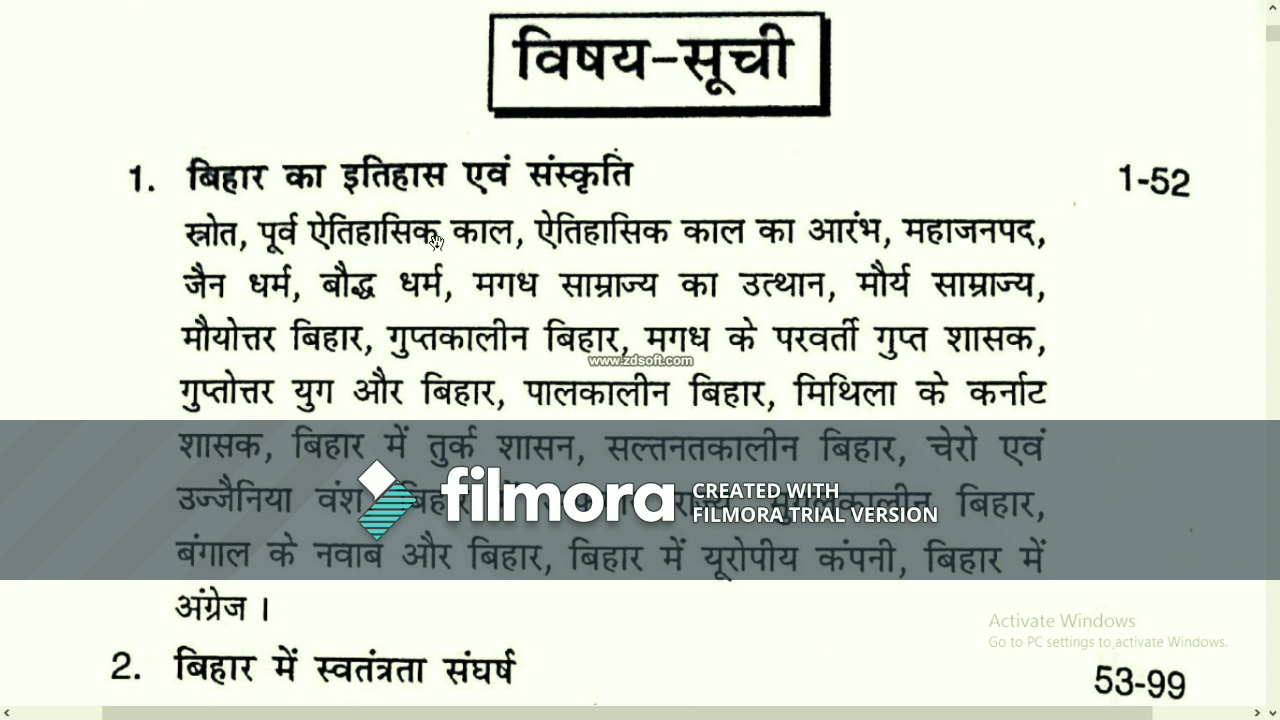 विषय-सूची
1. बिहार का इतिहास एवं संस्कृति 1-52
स्रोत, पूर्व ऐतिहासिक काल, ऐतिहासिक काल का आरंभ, महाजनपद,
जैन धर्म, बौद्ध धर्म, मगध साम्राज्य का उत्थान, मौर्य साम्राज्य,
मौयोत्तर बिहार, गुप्तकालीन बिहार, मगध के परवर्ती गुप्त शासक,
www.zdsoft.com
गुप्तोत्तर युग और बिहार, पालकालीन बिहार, मिथिला के कर्नाट
शासक, बिहार में तुर्क शासन, सल्तनतकालीन बिहार, चेरो एवं
उज्जैनिया वंश बिहार मुगलकालीन बिहार,
filmora CREATED WITH
FILMORA TRIAL VERSION
बंगाल के नवाब और बिहार, बिहार में यूरोपीय कंपनी, बिहार में
अंग्रेज ।
Activate Windows
Go to PC settings to activate Windows.
2. बिहार में स्वतंत्रता संघर्ष 53-99